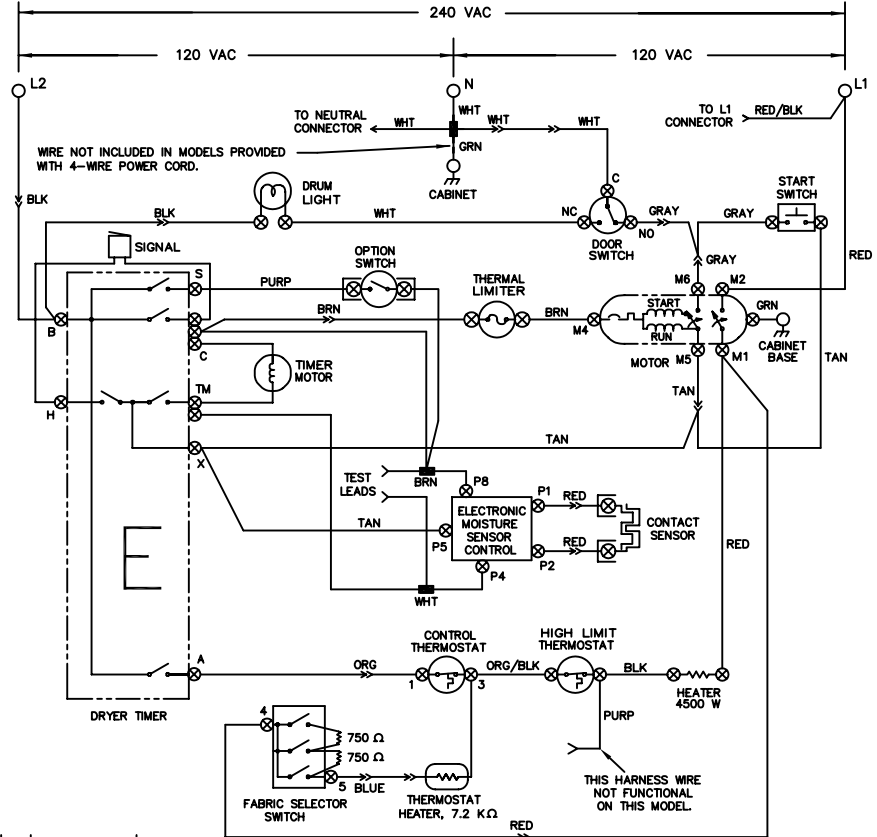 240 VAC
120 VAC
120 VAC
L2
N
L1
WHT
TO NEUTRAL
CONNECTOR
WHT
WHT
WHT
TO L1
CONNECTOR
RED/BLK
GRN
WIRE NOT INCLUDED IN MODELS PROVIDED
WITH 4-WIRE POWER CORD.
CABINET
DRUM
LIGHT
C
START
SWITCH
BLK
BLK
WHT
NC
NO
GRAY
GRAY
DOOR
SWITCH
SIGNAL
OPTION
SWITCH
GRAY
RED
S
PURP
THERMAL
LIMITER
M6
M2
BRN
BRN
START
GRN
B
M4
RUN
CABINET
BASE
C
MOTOR
M5
M1
TAN
TIMER
MOTOR
TM
TAN
H
TAN
X
TEST
LEADS
BRN
P8
P1
RED
ELECTRONIC
MOISTURE
SENSOR
CONTROL
CONTACT
SENSOR
TAN
P5
P2
RED
RED
E
P4
WHT
CONTROL
THERMOSTAT
HIGH LIMIT
THERMOSTAT
A
ORG
ORG/BLK
BLK
1
3
HEATER
4500 W
DRYER TIMER
4
PURP
750 Ω
750 Ω
5
BLUE
THIS HARNESS WIRE
NOT FUNCTIONAL
ON THIS MODEL.
FABRIC SELECTOR
SWITCH
THERMOSTAT
HEATER, 7.2 KΩ
RED